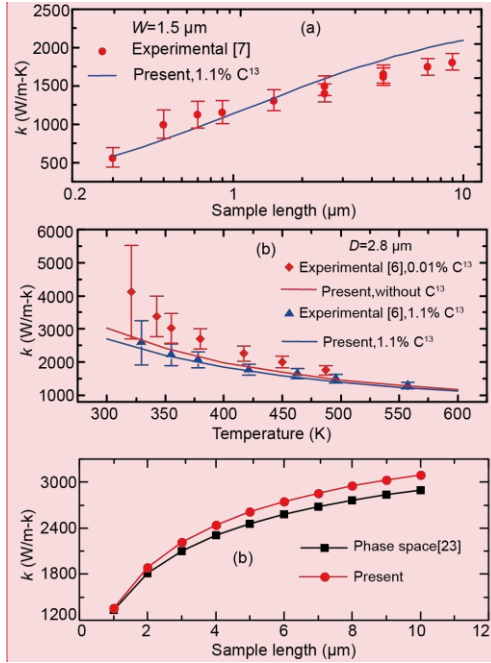 W=1.5 μm
(a)
Experimental [7]
Present,1.1% C¹³
2500
2000
1500
1000
500
k (W/m-K)
0.2
1
10
Sample length (μm)
(b)
D=2.8 μm
Experimental [6],0.01% C¹³
Present,without C¹³
Experimental [6],1.1% C¹³
Present,1.1% C¹³
6000
5000
4000
3000
2000
1000
k (W/m-k)
300 350 400 450 500 550 600
Temperature (K)
3600
3000
2400
1800
1200
k (W/m-k)
(b)
Phase space[23]
Present
0 2 4 6 8 10 12
Sample length (μm)